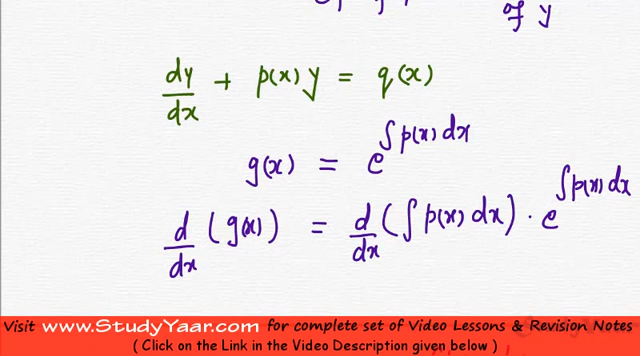 of y
dy/dx + p(x) y = q(x)
g(x) = e^∫p(x) dx
d/dx (g(x)) = d/dx (∫ p(x) dx) · e^∫p(x) dx
Visit www.StudyYaar.com for complete set of Video Lessons & Revision Notes
( Click on the Link in the Video Description given below )